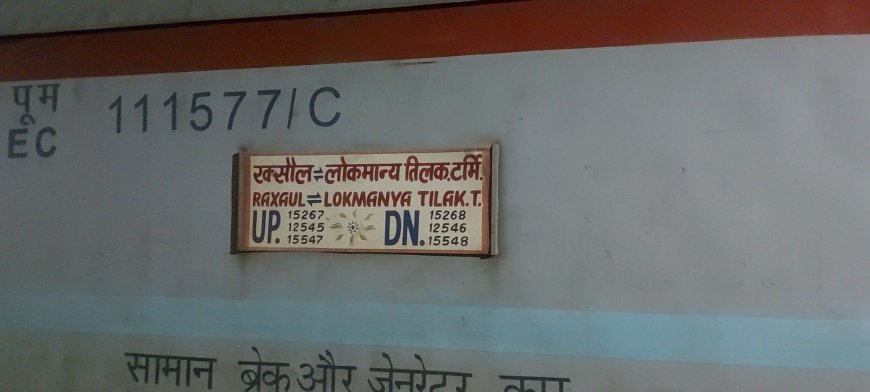 पूम
EC
111577/C
रक्सौल⇌लोकमान्य तिलक.टर्मि.
RAXAUL⇌LOKMANYA TILAK.T.
UP. 15267 DN. 15268
12545 12546
15547 15548
सामान ब्रेक और जेनरेटर